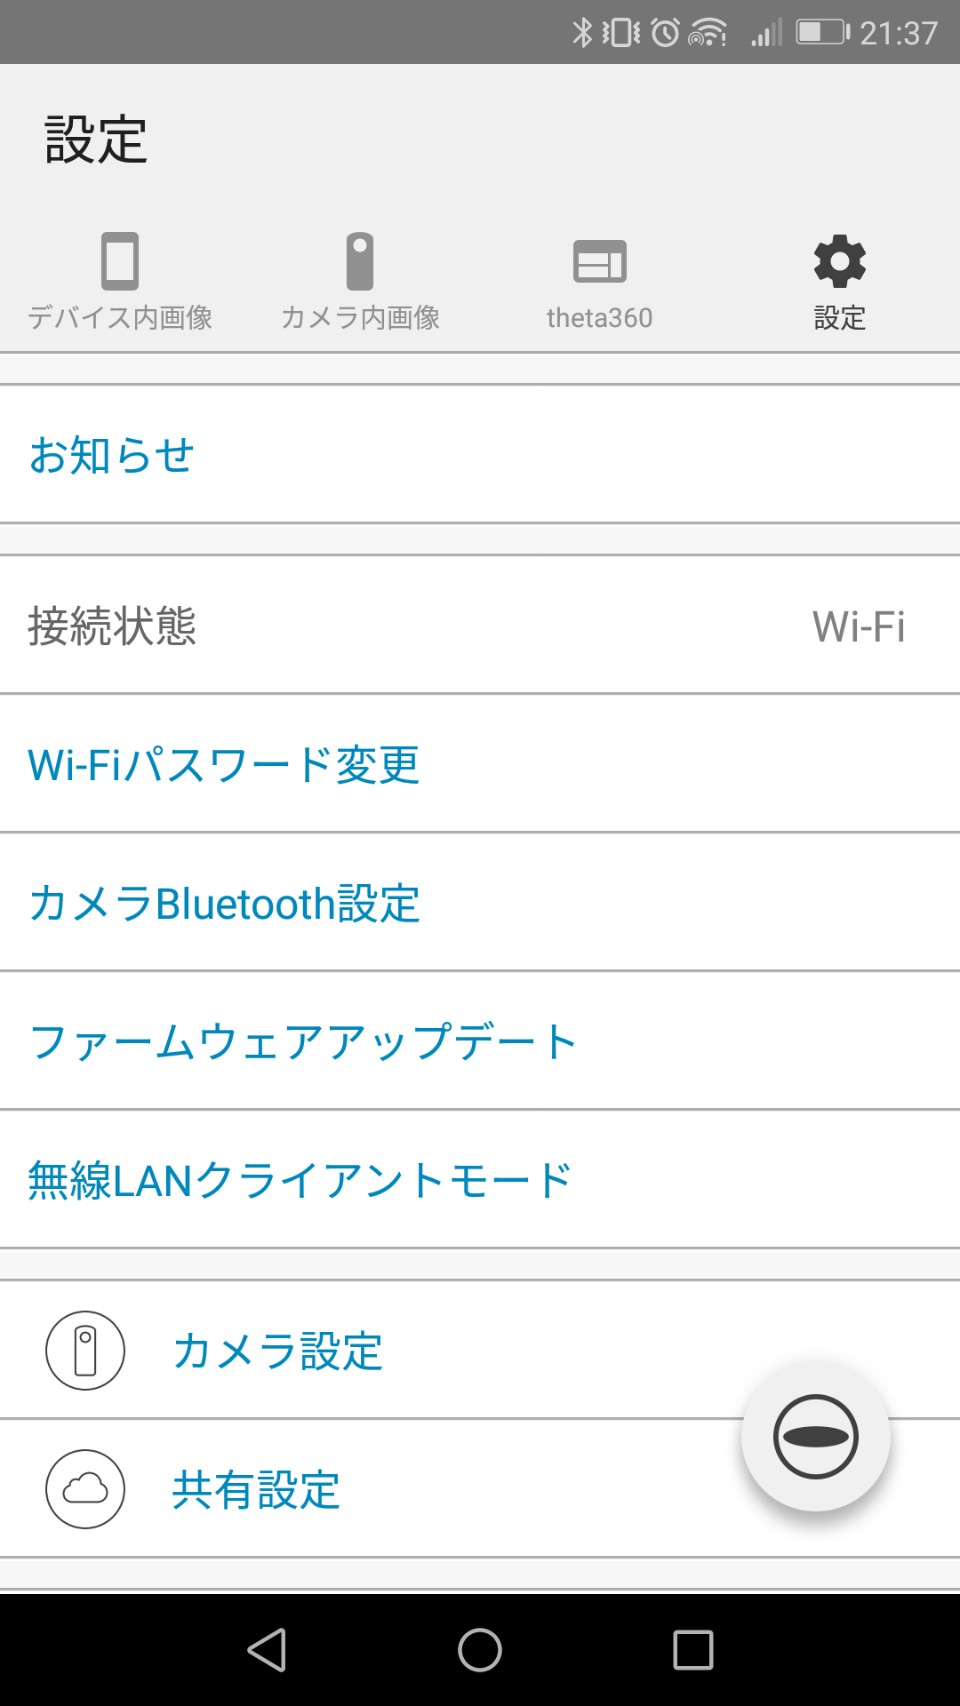 21:37
設定
デバイス内画像
カメラ内画像
theta360
設定
お知らせ
接続状態 Wi-Fi
Wi-Fiパスワード変更
カメラBluetooth設定
ファームウェアアップデート
無線LANクライアントモード
カメラ設定
共有設定